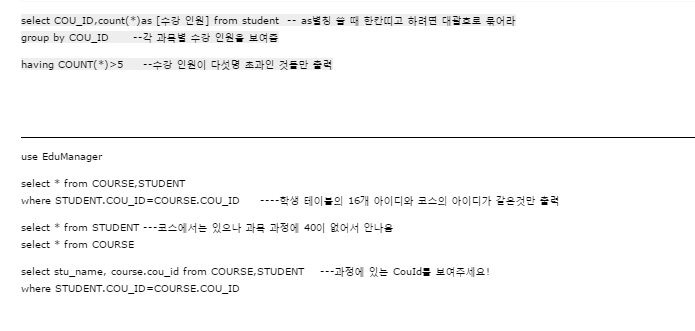 select COU_ID,count(*)as [수강 인원] from student  -- as별칭 쓸 때 한칸띠고 하려면 대괄호로 묶어라
group by COU_ID      --각 과목별 수강 인원을 보여줌
having COUNT(*)>5     --수강 인원이 다섯명 초과인 것들만 출력
use EduManager
select * from COURSE,STUDENT
where STUDENT.COU_ID=COURSE.COU_ID     ----학생 테이블의 16개 아이디와 코스의 아이디가 같은것만 출력
select * from STUDENT ---코스에서는 있으나 과목 과정에 40이 없어서 안나옴
select * from COURSE
select stu_name, course.cou_id from COURSE,STUDENT    ---과정에 있는 CouId를 보여주세요!
where STUDENT.COU_ID=COURSE.COU_ID